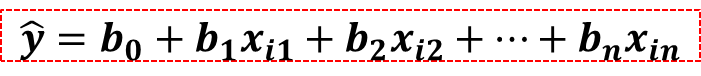 ŷ = b₀ + b₁xᵢ₁ + b₂xᵢ₂ + ⋯ + bₙxᵢₙ